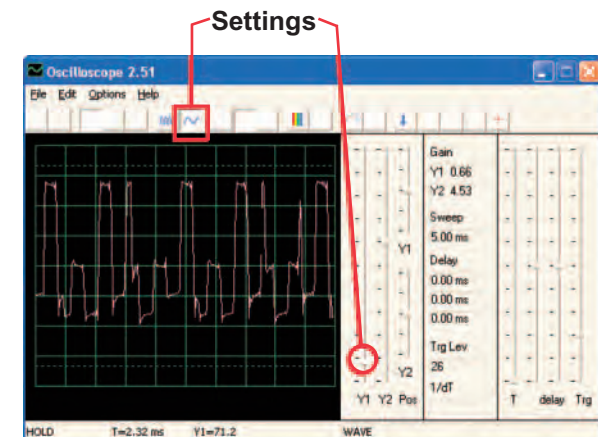 Settings
Oscilloscope 2.51
File Edit Options Help
Gain
Y1 0.66
Y2 4.53
Sweep
5.00 ms
Delay
0.00 ms
0.00 ms
0.00 ms
Trg Lev
26
1/dT
Y1
Y2
Y1 Y2 Pos
T delay Trg
HOLD T=2.32 ms Y1=71.2 WAVE